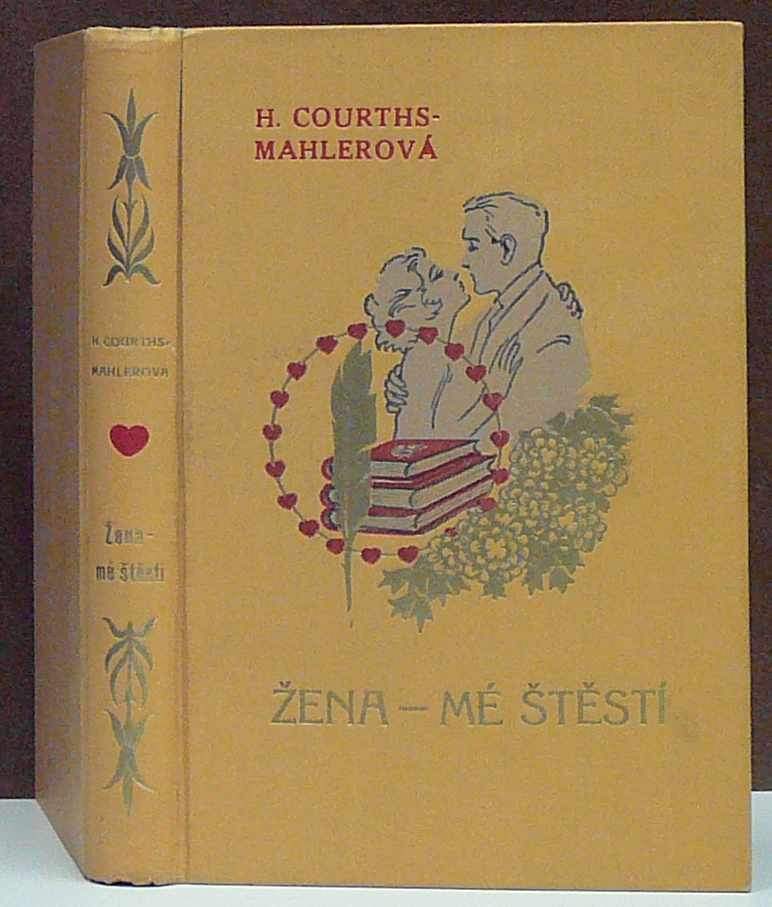 H. COURTHS-
MAHLEROVÁ
ŽENA — MÉ ŠTĚSTÍ
H. COURTHS-
MAHLEROVÁ
Žena —
mé štěstí